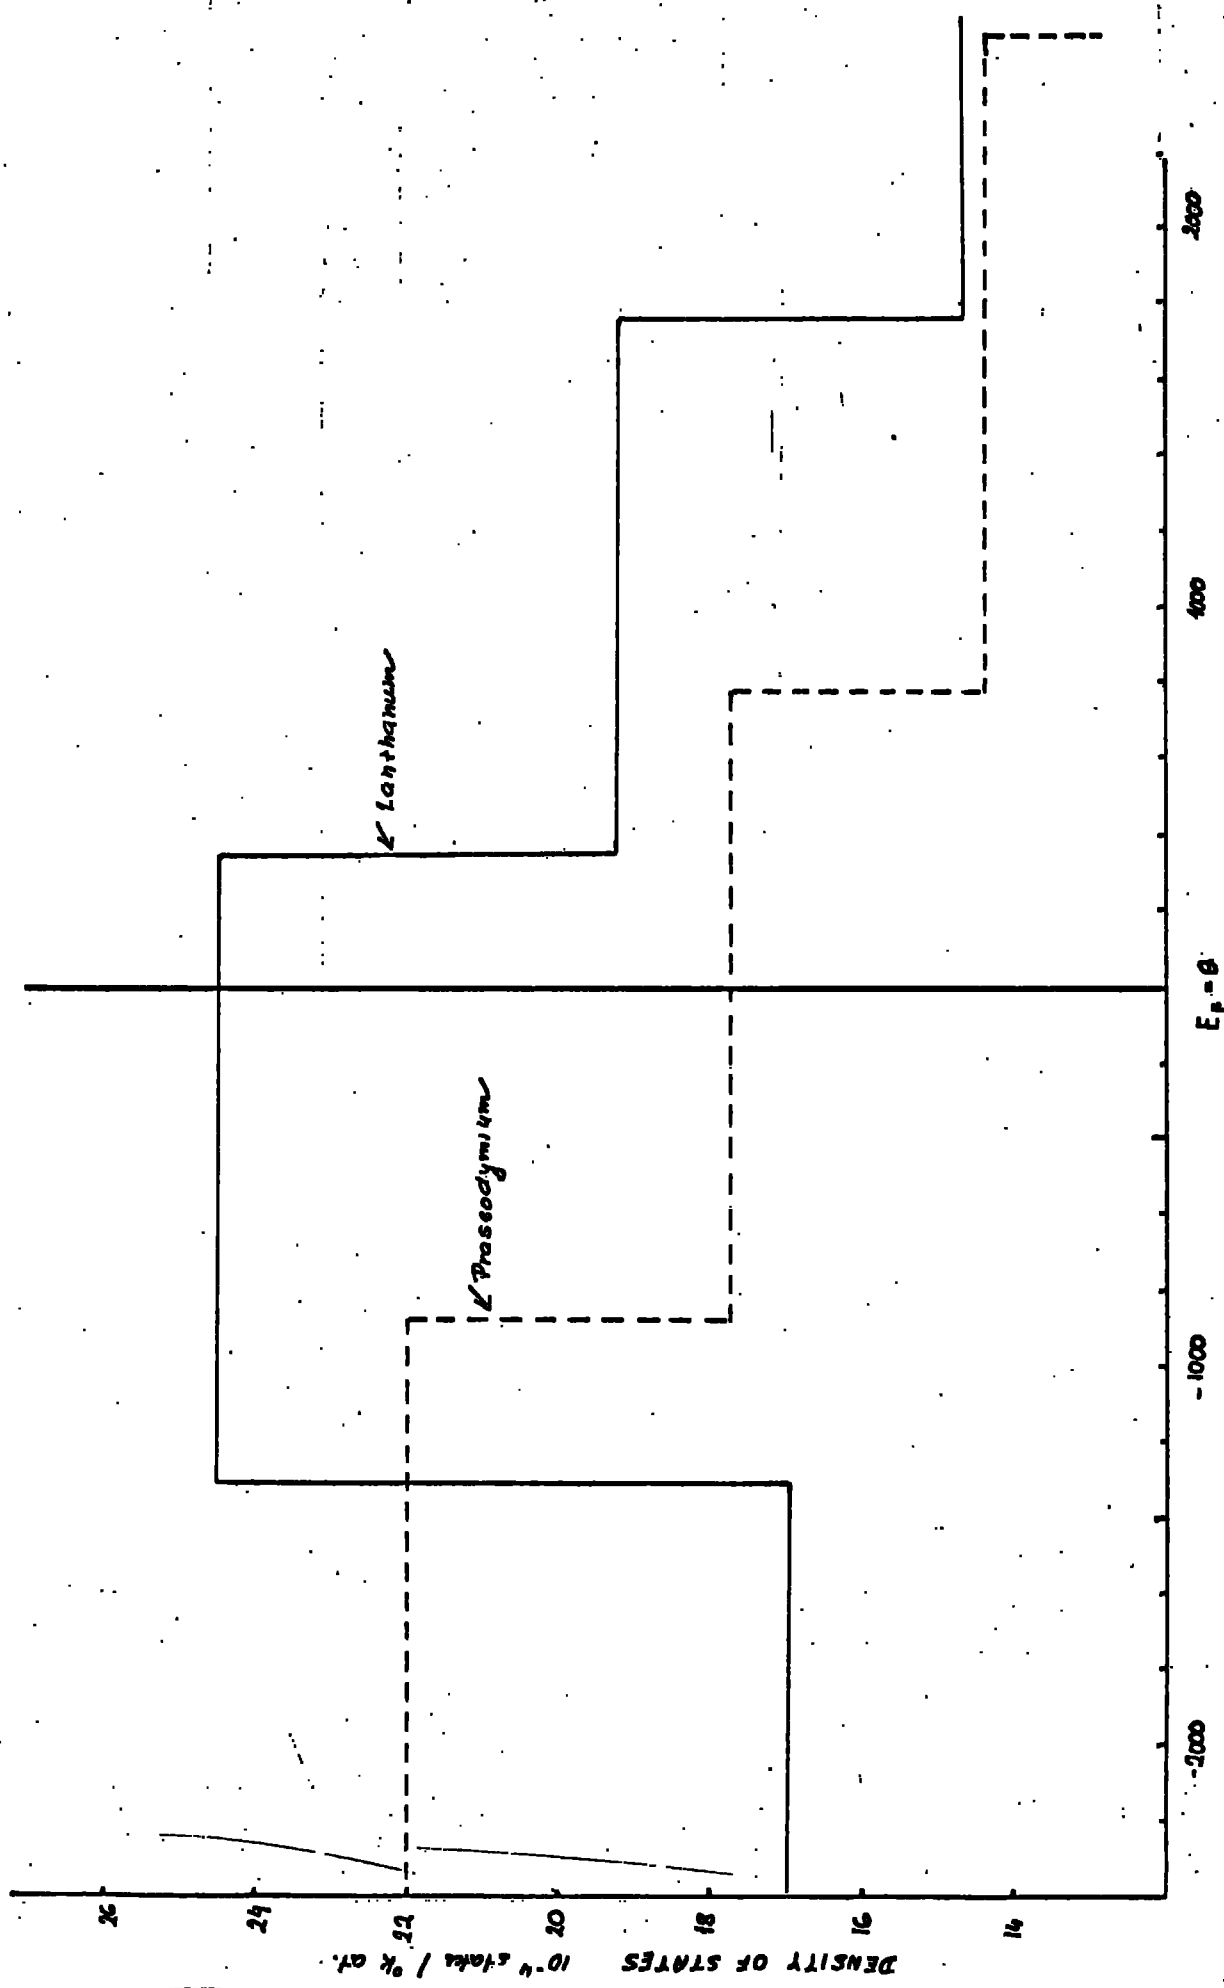 DENSITY OF STATES 10⁻⁴ states / °K at.
26
24
22
20
18
16
14
Lanthanum
Praseodymium
-2000
-1000
E_F = 0
1000
2000